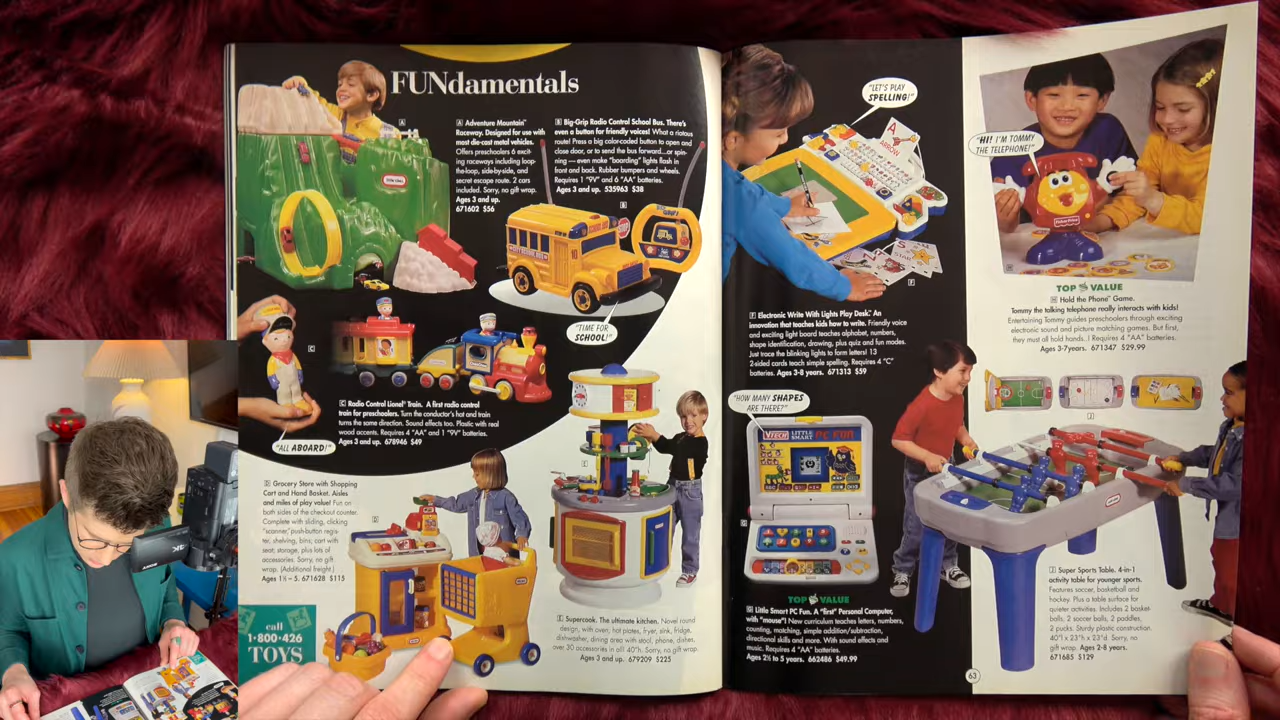 FUNdamentals
A Adventure Mountain™
Raceway. Designed for use with
most die-cast metal vehicles.
Offers preschoolers 6 excit-
ing raceways including loop-
the-loop, side-by-side, and
secret escape route. 2 cars
included. Sorry, no gift wrap.
Ages 3 and up.
671602 $56
A
B Big-Grip Radio Control School Bus. There's
even a button for friendly voices! What a riotous
route! Press a big color-coded button to open and
close door, or to send the bus forward...or spin-
ning — even make "boarding" lights flash in
front and back. Rubber bumpers and wheels.
Requires 1 "9V" and 6 "AA" batteries.
Ages 3 and up. 535963 $38
B
STOP
"TIME FOR
SCHOOL!"
C
C Radio Control Lionel® Train. A first radio control
train for preschoolers. Turn the conductor's hat and train
turns the same direction. Sound effects too. Plastic with real
wood accents. Requires 4 "AA" and 1 "9V" batteries.
Ages 3 and up. 678946 $49
"ALL ABOARD!"
D Grocery Store with Shopping
Cart and Hand Basket. Aisles
and miles of play value! Fun on
both sides of the checkout counter.
Complete with sliding, clicking
"scanner," push-button regis-
ter, shelving, bins, cart with
seat, storage, plus lots of
accessories. Sorry, no gift
wrap. (Additional freight.)
Ages 1½ – 5. 671628 $115
D
call
1·800·426
TOYS
E
E Supercook. The ultimate kitchen. Novel round
design, with oven, hot plates, fryer, sink, fridge,
dishwasher, dining area with stool, phone, dishes,
over 30 accessories in all! 40"h. Sorry, no gift wrap.
Ages 3 and up. 679209 $225
"LET'S PLAY
SPELLING!"
A
ARROW
F
F Electronic Write With Lights Play Desk.™ An
innovation that teaches kids how to write. Friendly voice
and exciting light board teaches alphabet, numbers,
shape identification, drawing, plus quiz and fun modes.
Just trace the blinking lights to form letters! 13
2-sided cards teach simple spelling. Requires 4 "C"
batteries. Ages 3-8 years. 671313 $59
"HOW MANY SHAPES
ARE THERE?"
VTECH LITTLE SMART PC FUN
G
TOP VALUE
G Little Smart PC Fun. A "first" Personal Computer,
with "mouse"! New curriculum teaches letters, numbers,
counting, matching, simple addition/subtraction,
directional skills and more. With sound effects and
music. Requires 4 "AA" batteries.
Ages 2½ to 5 years. 662486 $49.99
"HI! I'M TOMMY
THE TELEPHONE!"
Fisher-Price
H
TOP VALUE
H Hold the Phone™ Game.
Tommy the talking telephone really interacts with kids!
Entertaining Tommy guides preschoolers through exciting
electronic sound and picture matching games. But first,
they must all hold hands..! Requires 4 "AA" batteries.
Ages 3-7years. 671347 $29.99
J
J Super Sports Table. 4-in-1
activity table for younger sports.
Features soccer, basketball and
hockey. Plus a table surface for
quieter activities. Includes 2 basket-
balls, 2 soccer balls, 2 paddles,
2 pucks. Sturdy plastic construction.
40"l x 23"h x 23"d. Sorry, no
gift wrap. Ages 2-8 years.
671685 $129
63
SONY